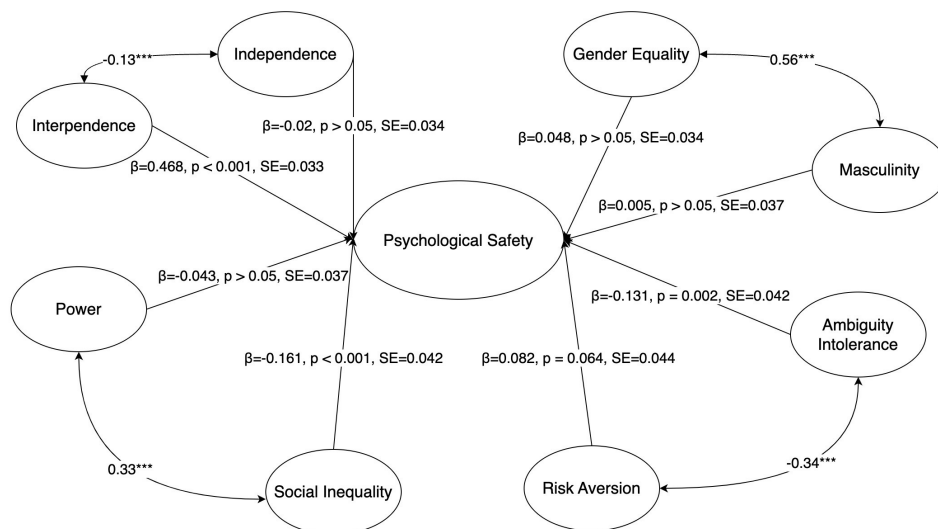 -0.13***
Independence
Gender Equality
0.56***
Interpendence
β=-0.02, p > 0.05, SE=0.034
β=0.048, p > 0.05, SE=0.034
β=0.468, p < 0.001, SE=0.033
Masculinity
β=0.005, p > 0.05, SE=0.037
Psychological Safety
β=-0.043, p > 0.05, SE=0.037
Power
β=-0.131, p = 0.002, SE=0.042
Ambiguity
Intolerance
β=-0.161, p < 0.001, SE=0.042
β=0.082, p = 0.064, SE=0.044
0.33***
-0.34***
Social Inequality
Risk Aversion